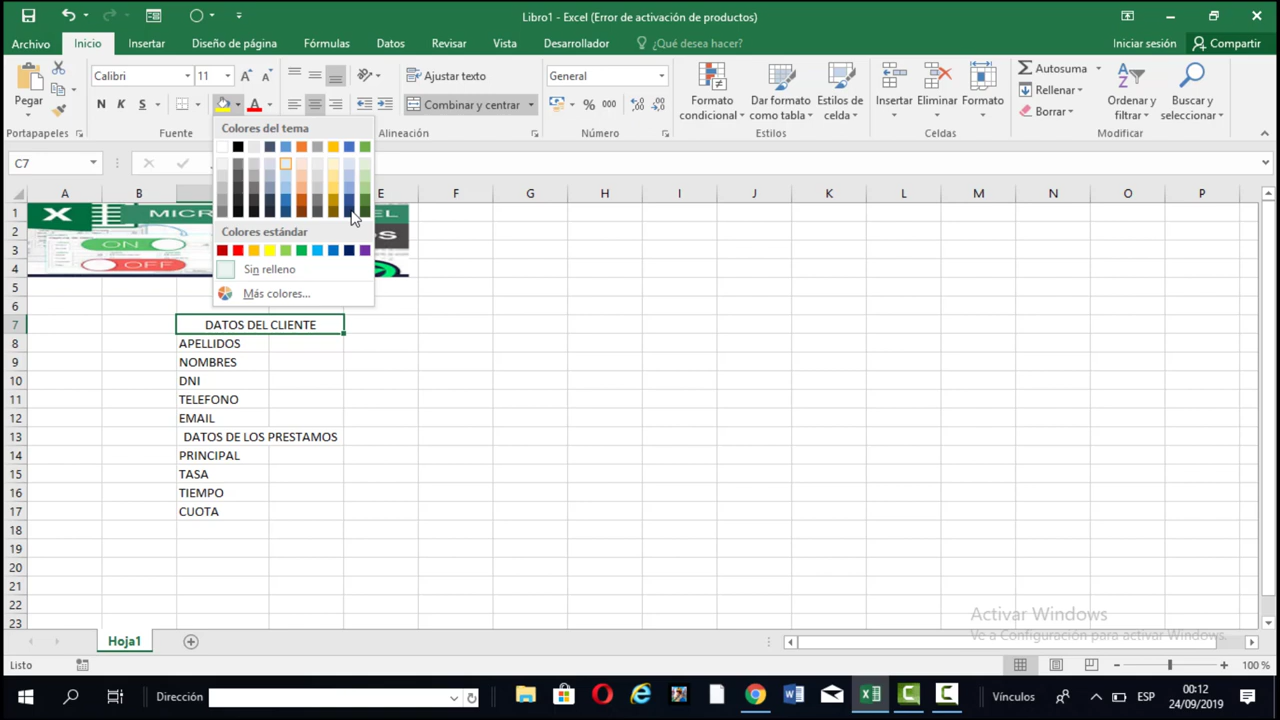 Libro1 - Excel (Error de activación de productos)
Archivo Inicio Insertar Diseño de página Fórmulas Datos Revisar Vista Desarrollador ¿Qué desea hacer? Iniciar sesión Compartir
Pegar
Calibri 11
N K S
Ajustar texto
Combinar y centrar
General
% 000
Formato condicional
Dar formato como tabla
Estilos de celda
Insertar Eliminar Formato
Autosuma
Rellenar
Borrar
Ordenar y filtrar
Buscar y seleccionar
Portapapeles Fuente Alineación Número Estilos Celdas Modificar
Colores del tema
Colores estándar
Sin relleno
Más colores...
C7
A B E F G H I J K L M N O P
1 MICR EL
2 OS
3 ON
4 OFF
5
6
7 DATOS DEL CLIENTE
8 APELLIDOS
9 NOMBRES
10 DNI
11 TELEFONO
12 EMAIL
13 DATOS DE LOS PRESTAMOS
14 PRINCIPAL
15 TASA
16 TIEMPO
17 CUOTA
18
19
20
21
22
23
Activar Windows
Ve a Configuración para activar Windows.
Hoja1
Listo 100 %
Dirección Vínculos ESP 00:12
24/09/2019